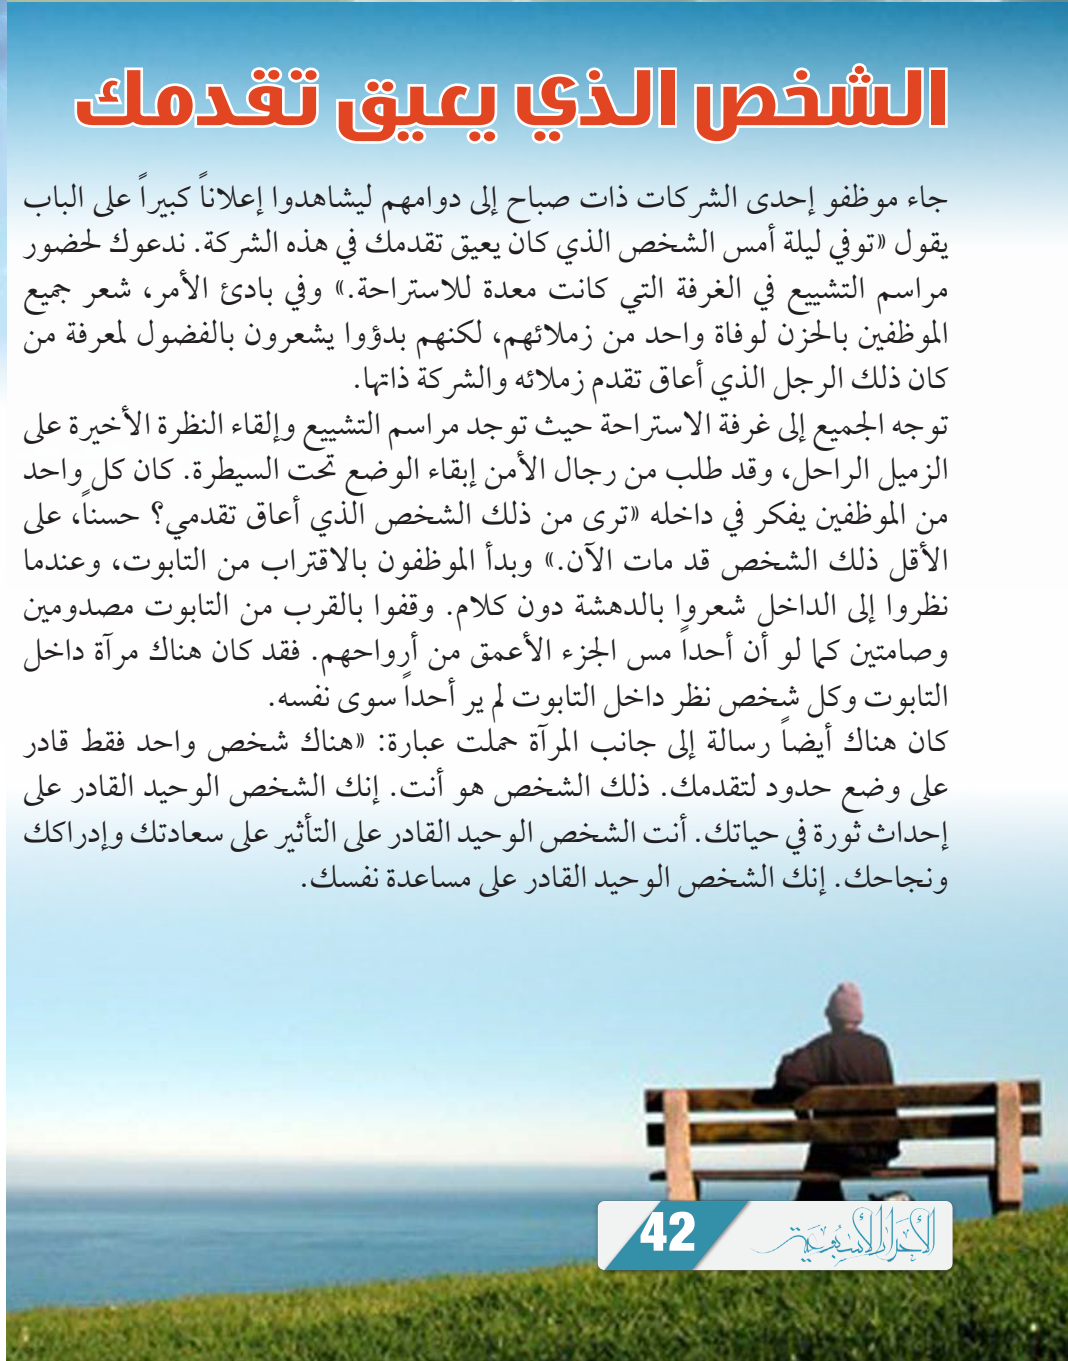 الشخص الذي يعيق تقدمك
جاء موظفو إحدى الشركات ذات صباح إلى دوامهم ليشاهدوا إعلاناً كبيراً على الباب
يقول «توفي ليلة أمس الشخص الذي كان يعيق تقدمك في هذه الشركة. ندعوك لحضور
مراسم التشييع في الغرفة التي كانت معدة للاستراحة.» وفي بادئ الأمر، شعر جميع
الموظفين بالحزن لوفاة واحد من زملائهم، لكنهم بدؤوا يشعرون بالفضول لمعرفة من
كان ذلك الرجل الذي أعاق تقدم زملائه والشركة ذاتها.
توجه الجميع إلى غرفة الاستراحة حيث توجد مراسم التشييع وإلقاء النظرة الأخيرة على
الزميل الراحل، وقد طلب من رجال الأمن إبقاء الوضع تحت السيطرة. كان كل واحد
من الموظفين يفكر في داخله «ترى من ذلك الشخص الذي أعاق تقدمي؟ حسناً، على
الأقل ذلك الشخص قد مات الآن.» وبدأ الموظفون بالاقتراب من التابوت، وعندما
نظروا إلى الداخل شعروا بالدهشة دون كلام. وقفوا بالقرب من التابوت مصدومين
وصامتين كما لو أن أحداً مس الجزء الأعمق من أرواحهم. فقد كان هناك مرآة داخل
التابوت وكل شخص نظر داخل التابوت لم ير أحداً سوى نفسه.
كان هناك أيضاً رسالة إلى جانب المرآة حملت عبارة: «هناك شخص واحد فقط قادر
على وضع حدود لتقدمك. ذلك الشخص هو أنت. إنك الشخص الوحيد القادر على
إحداث ثورة في حياتك. أنت الشخص الوحيد القادر على التأثير على سعادتك وإدراكك
ونجاحك. إنك الشخص الوحيد القادر على مساعدة نفسك.
الأحرار الأسبوعية
42